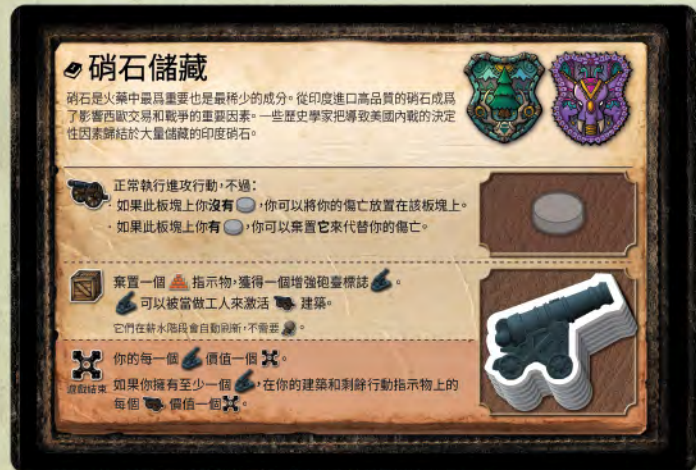 硝石儲藏
硝石是火藥中最爲重要也是最稀少的成分。從印度進口高品質的硝石成爲
了影響西歐交易和戰爭的重要因素。一些歷史學家把導致美國內戰的決定
性因素歸結於大量儲藏的印度硝石。
正常執行進攻行動，不過：
·如果此板塊上你沒有，你可以將你的傷亡放置在該板塊上。
·如果此板塊上你有，你可以棄置它來代替你的傷亡。
棄置一個指示物，獲得一個增強砲臺標誌。
可以被當做工人來激活建築。
它們在薪水階段會自動刷新，不需要。
你的每一個價值一個。
遊戲結束
如果你擁有至少一個，在你的建築和剩餘行動指示物上的
每個價值一個。